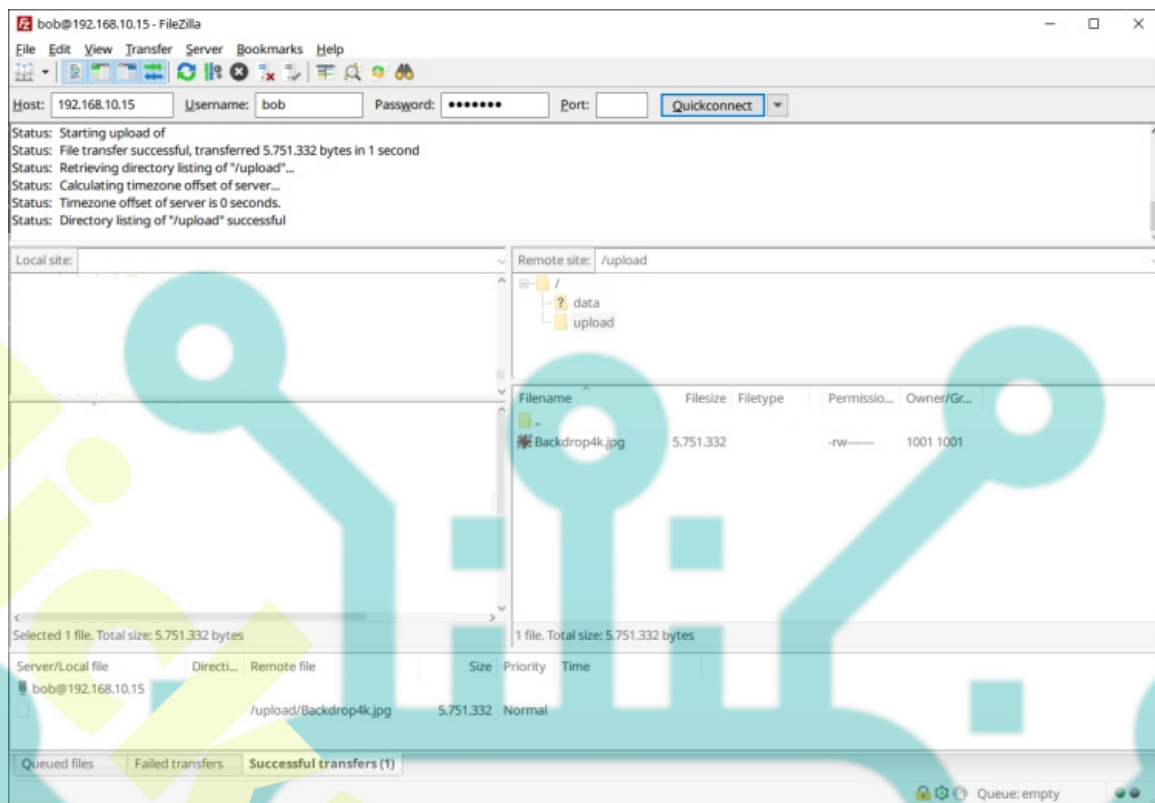 bob@192.168.10.15 - FileZilla
File Edit View Transfer Server Bookmarks Help
Host: 192.168.10.15 Username: bob Password: ●●●●●●● Port: Quickconnect
Status: Starting upload of
Status: File transfer successful, transferred 5.751.332 bytes in 1 second
Status: Retrieving directory listing of "/upload"...
Status: Calculating timezone offset of server...
Status: Timezone offset of server is 0 seconds.
Status: Directory listing of "/upload" successful
Local site:
Remote site: /upload
/
? data
upload
Filename Filesize Filetype Permissio... Owner/Gr...
..
Backdrop4k.jpg 5.751.332 -rw------- 1001 1001
Selected 1 file. Total size: 5.751.332 bytes
1 file. Total size: 5.751.332 bytes
Server/Local file Directi... Remote file Size Priority Time
bob@192.168.10.15
/upload/Backdrop4k.jpg 5.751.332 Normal
Queued files Failed transfers Successful transfers (1)
Queue: empty